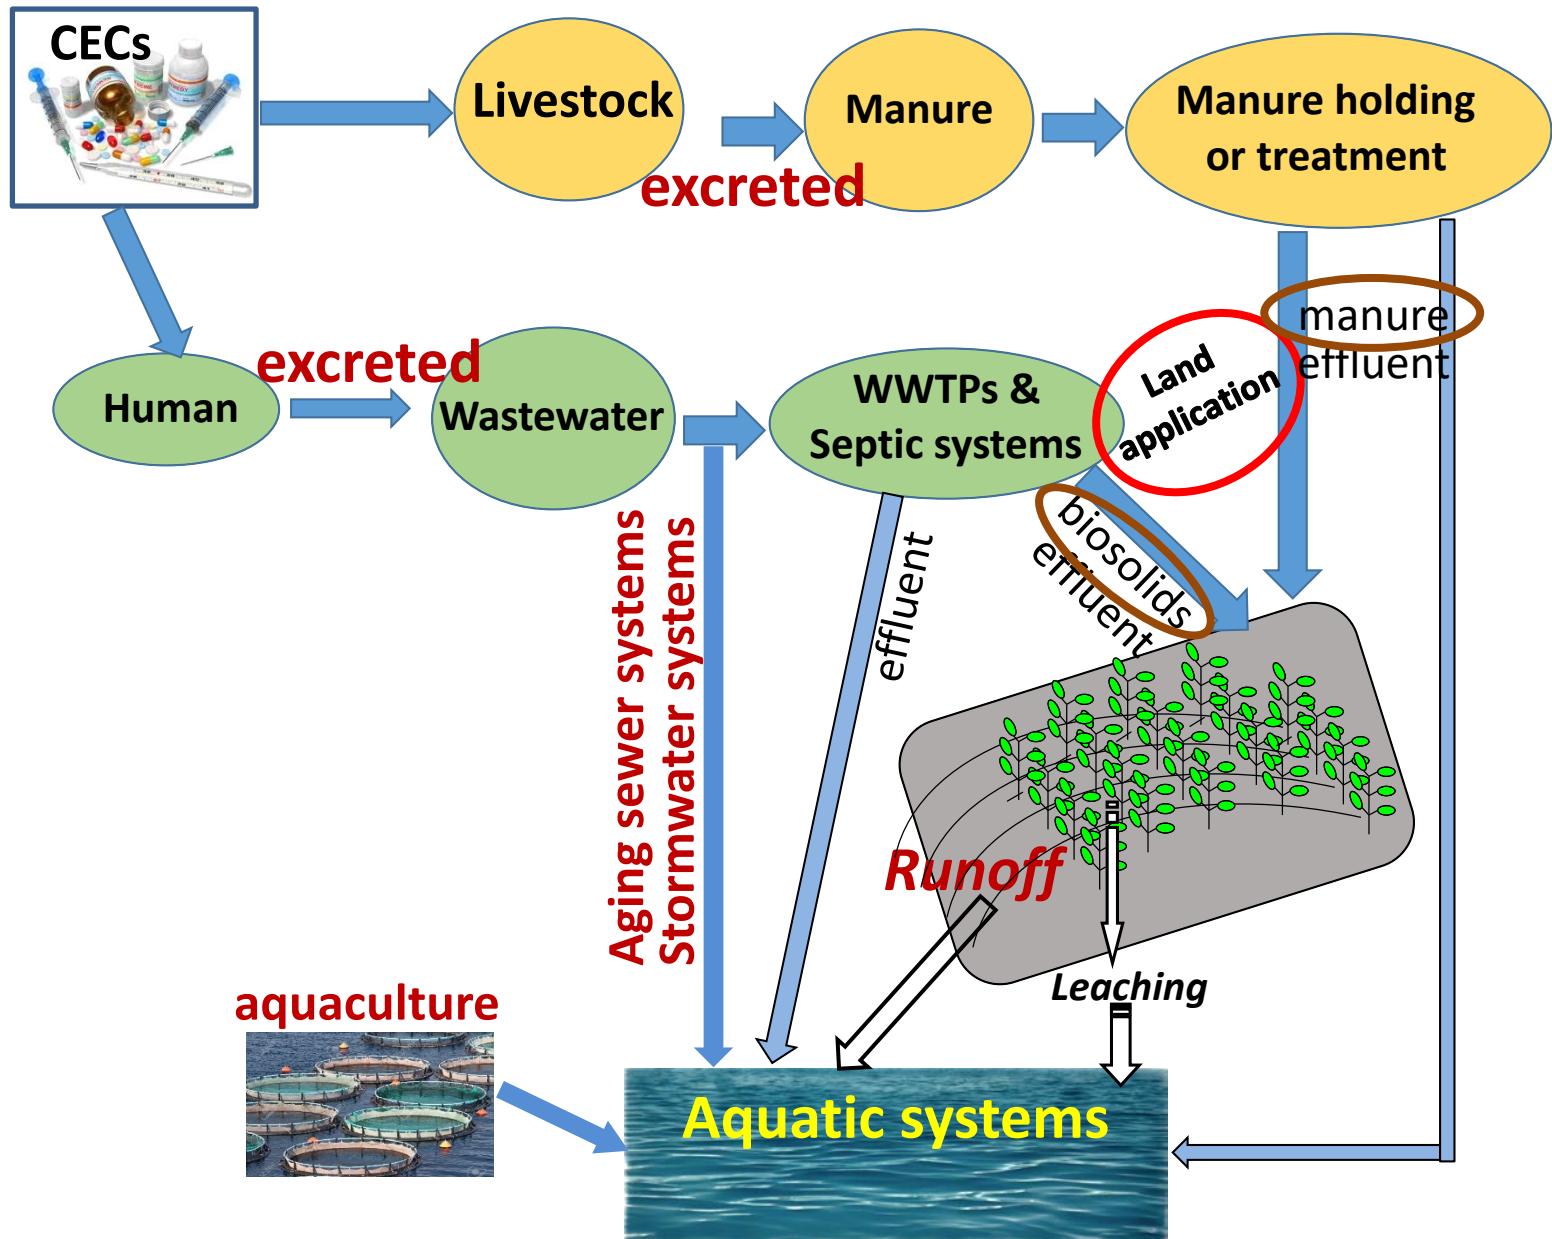 CECs
Livestock
excreted
Manure
Manure holding
or treatment
Human
excreted
Wastewater
WWTPs &
Septic systems
Land
application
manure
effluent
biosolids
effluent
effluent
Aging sewer systems
Stormwater systems
Runoff
Leaching
aquaculture
Aquatic systems